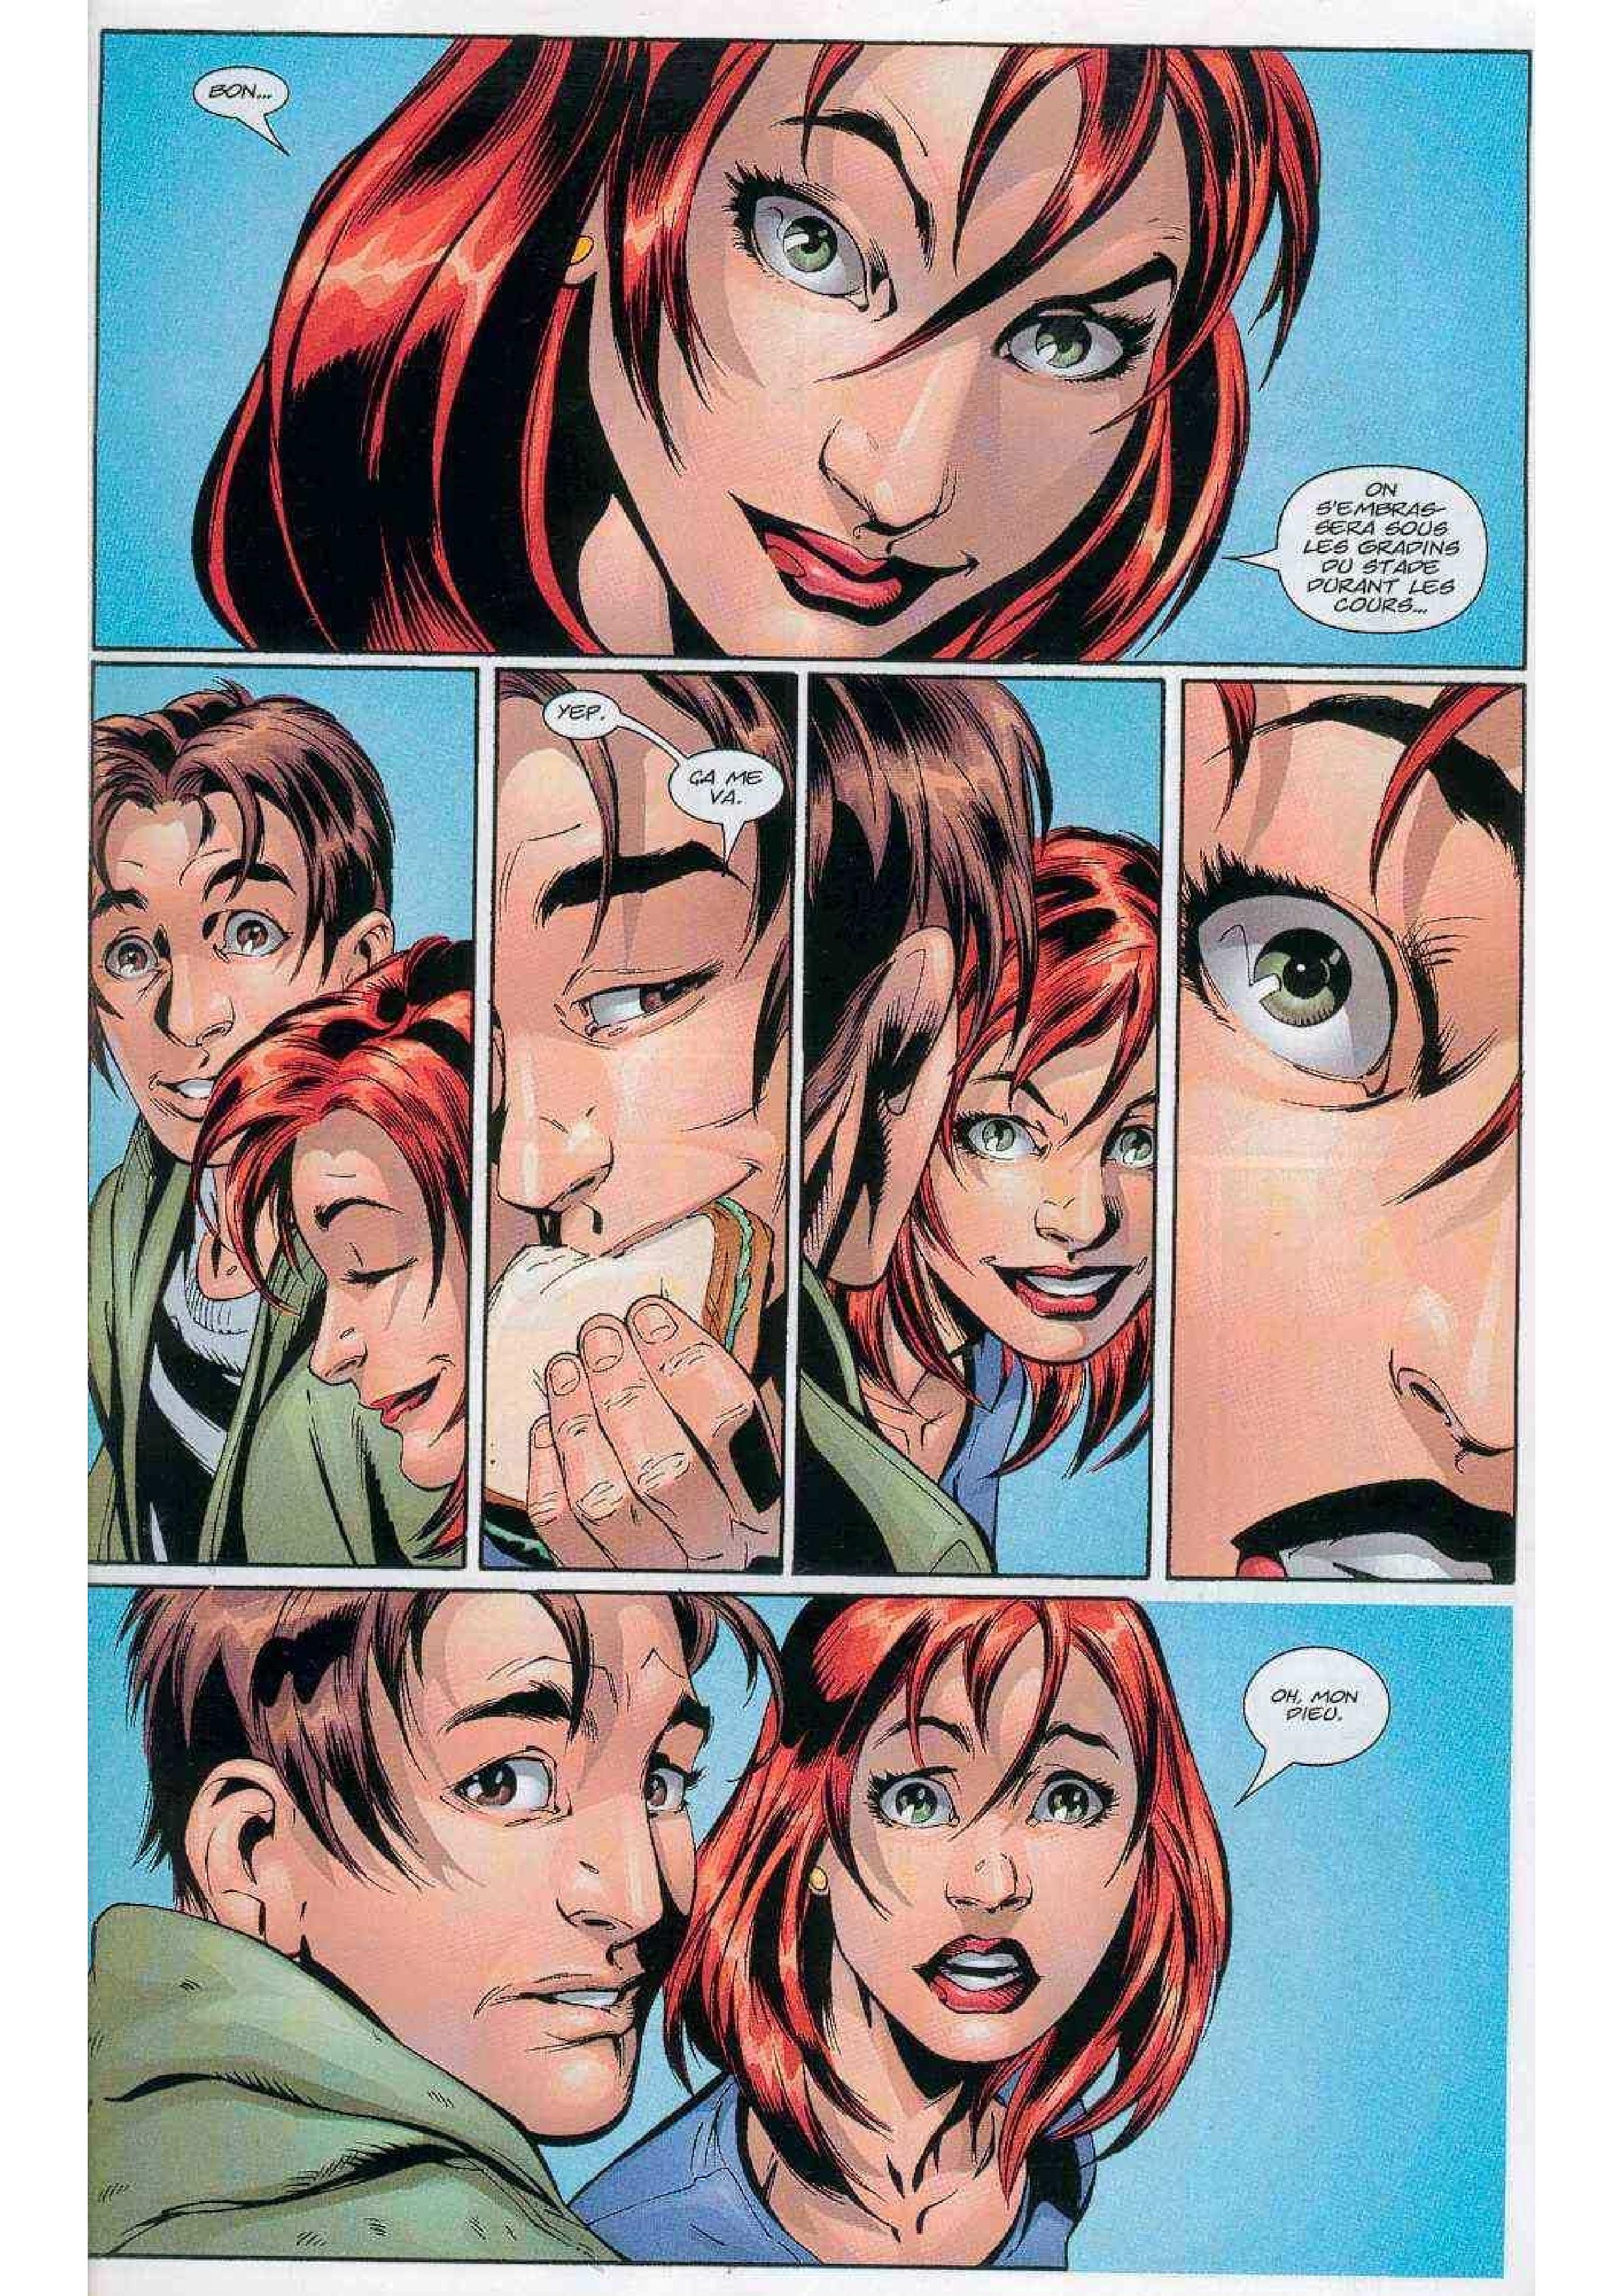 BON...
ON
S'EMBRAS-
SERA SOUS
LES GRADINS
DU STADE
DURANT LES
COURS...
YEP.
ÇA ME
VA.
OH, MON
DIEU.